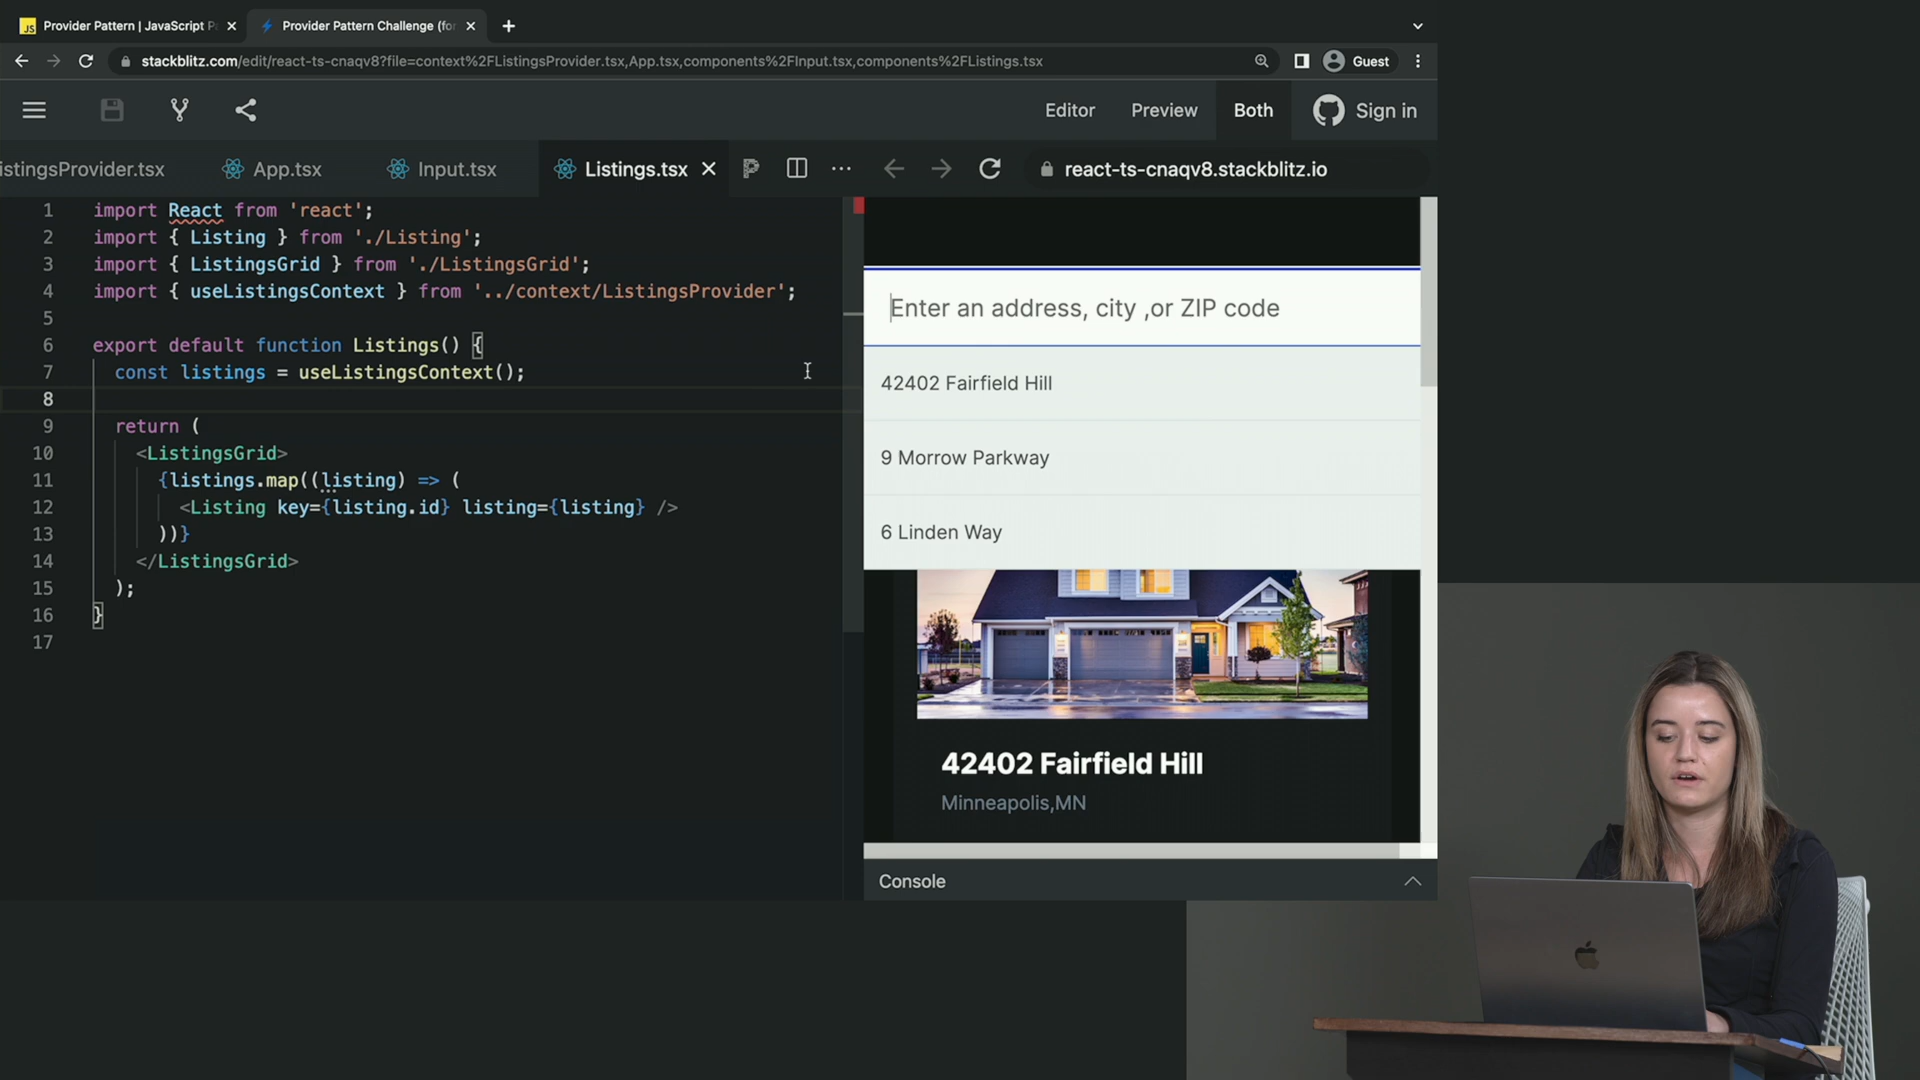 JS Provider Pattern | JavaScript P
Provider Pattern Challenge (for
stackblitz.com/edit/react-ts-cnaqv8?file=context%2FListingsProvider.tsx,App.tsx,components%2FInput.tsx,components%2FListings.tsx
Guest
Editor Preview Both Sign in
istingsProvider.tsx App.tsx Input.tsx Listings.tsx
react-ts-cnaqv8.stackblitz.io
1 import React from 'react';
2 import { Listing } from './Listing';
3 import { ListingsGrid } from './ListingsGrid';
4 import { useListingsContext } from '../context/ListingsProvider';
5
6 export default function Listings() {
7 const listings = useListingsContext();
8
9 return (
10 <ListingsGrid>
11 {listings.map((listing) => (
12 <Listing key={listing.id} listing={listing} />
13 ))}
14 </ListingsGrid>
15 );
16 }
17
Enter an address, city ,or ZIP code
42402 Fairfield Hill
9 Morrow Parkway
6 Linden Way
42402 Fairfield Hill
Minneapolis,MN
Console